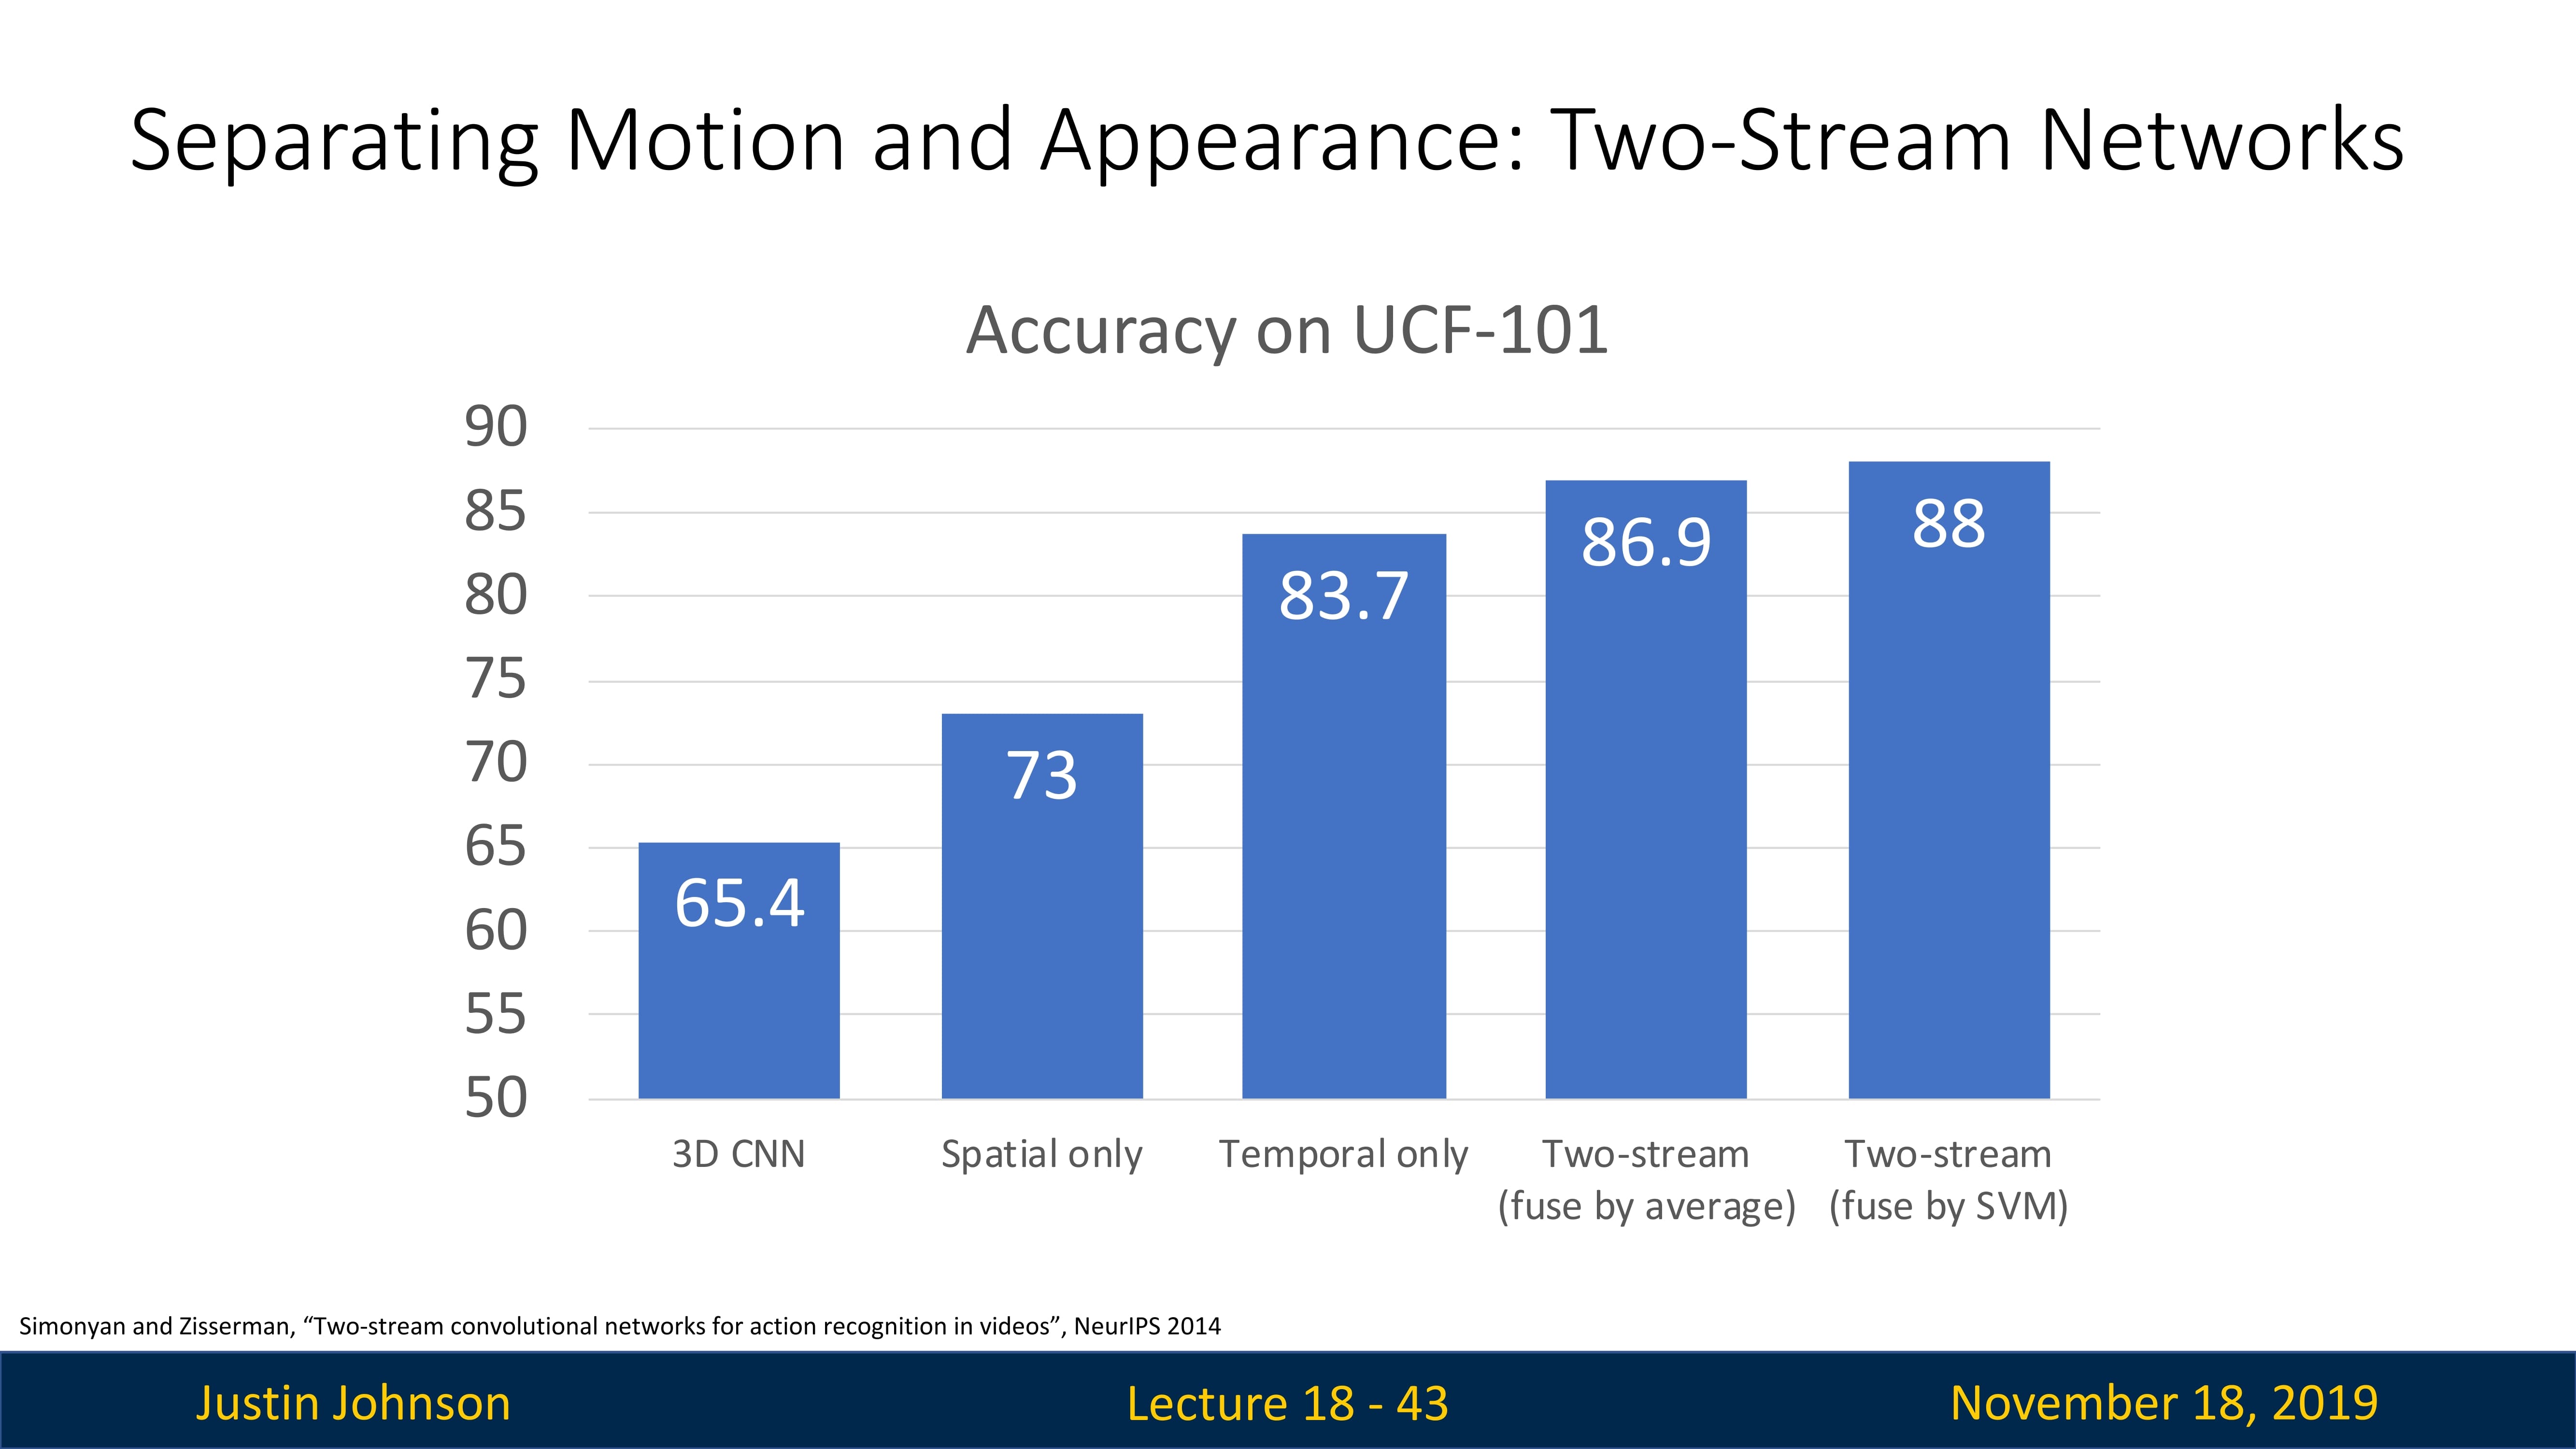 Separating Motion and Appearance: Two-Stream Networks
Accuracy on UCF-101
90
85
80
75
70
65
60
55
50
65.4
73
83.7
86.9
88
3D CNN
Spatial only
Temporal only
Two-stream
(fuse by average)
Two-stream
(fuse by SVM)
Simonyan and Zisserman, “Two-stream convolutional networks for action recognition in videos”, NeurIPS 2014
Justin Johnson
Lecture 18 - 43
November 18, 2019